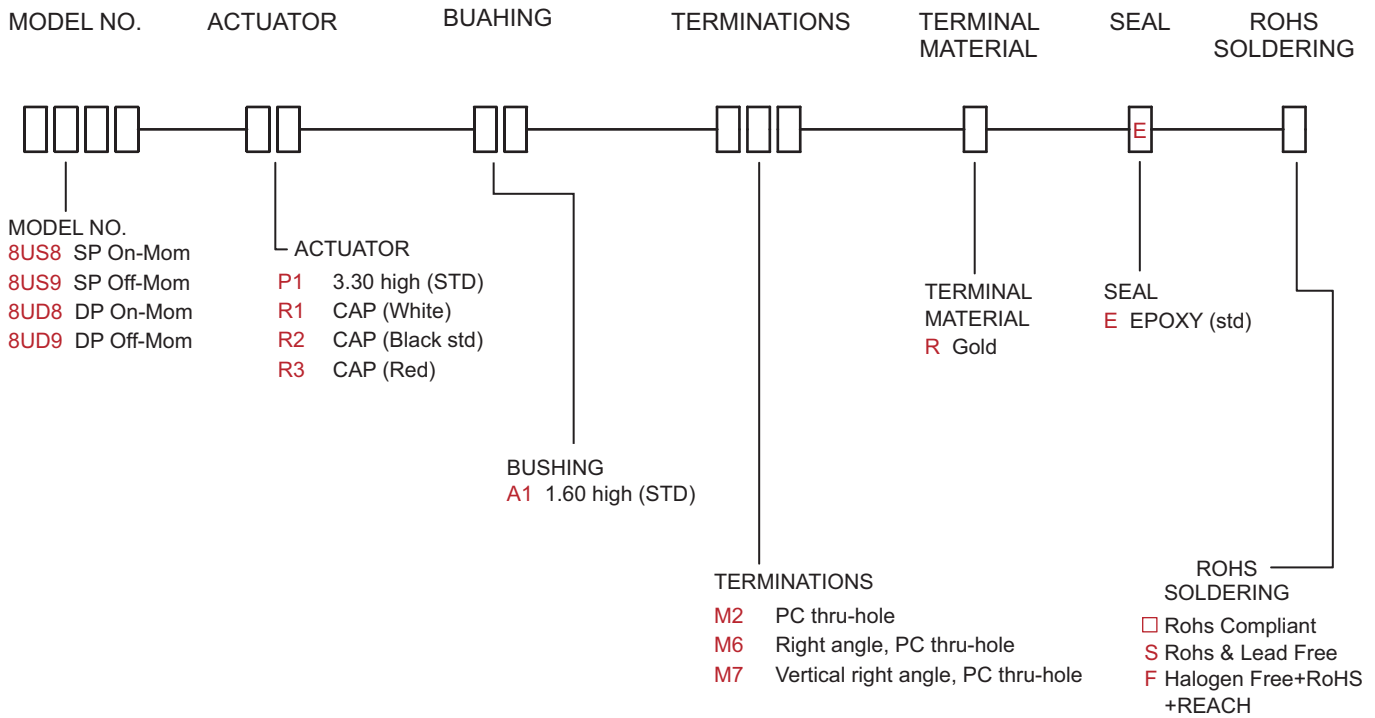 MODEL NO.
ACTUATOR
BUAHING
TERMINATIONS
TERMINAL
MATERIAL
SEAL
ROHS
SOLDERING
E
MODEL NO.
8US8 SP On-Mom
8US9 SP Off-Mom
8UD8 DP On-Mom
8UD9 DP Off-Mom
ACTUATOR
P1 3.30 high (STD)
R1 CAP (White)
R2 CAP (Black std)
R3 CAP (Red)
BUSHING
A1 1.60 high (STD)
TERMINATIONS
M2 PC thru-hole
M6 Right angle, PC thru-hole
M7 Vertical right angle, PC thru-hole
TERMINAL
MATERIAL
R Gold
SEAL
E EPOXY (std)
ROHS
SOLDERING
□ Rohs Compliant
S Rohs & Lead Free
F Halogen Free+RoHS
+REACH